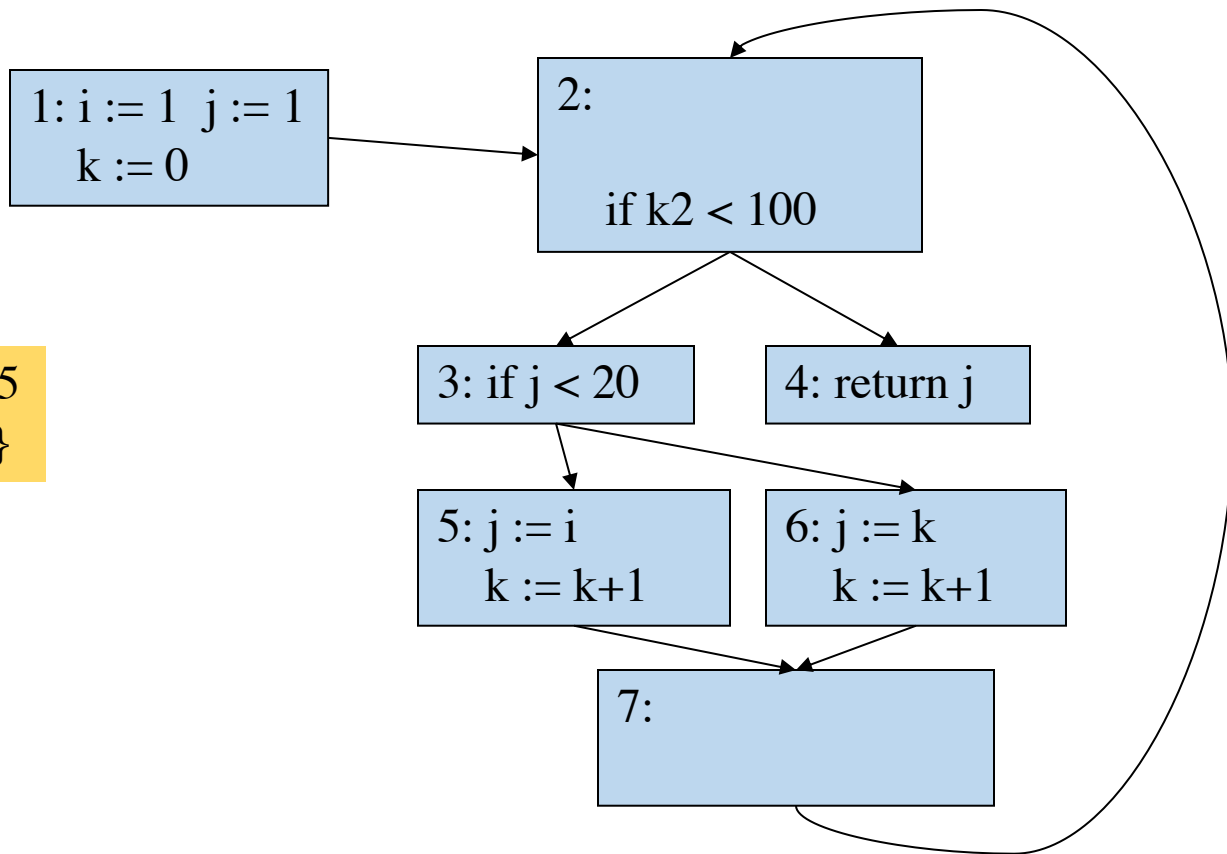 1: i := 1 j := 1
k := 0
2:
if k2 < 100
3: if j < 20
4: return j
5
}
5: j := i
k := k+1
6: j := k
k := k+1
7: